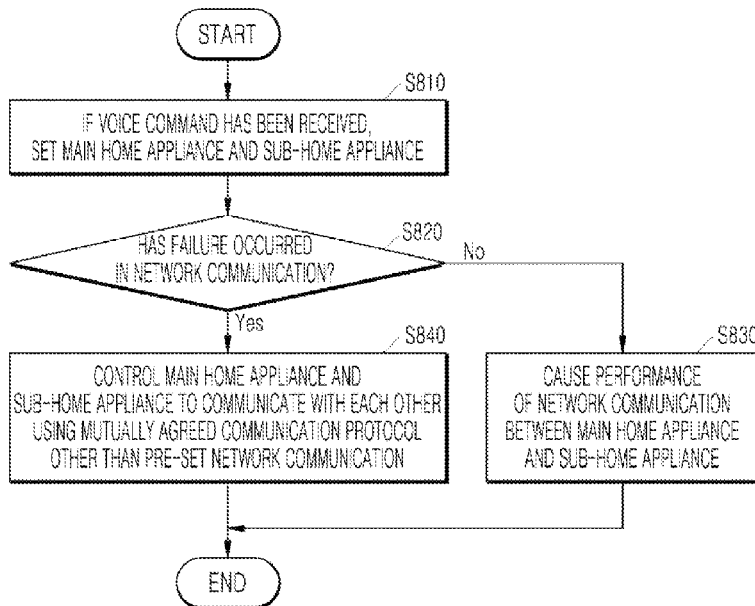 START
S810
IF VOICE COMMAND HAS BEEN RECEIVED,
SET MAIN HOME APPLIANCE AND SUB-HOME APPLIANCE
S820
HAS FAILURE OCCURRED
IN NETWORK COMMUNICATION?
No
Yes
S840
CONTROL MAIN HOME APPLIANCE AND
SUB-HOME APPLIANCE TO COMMUNICATE WITH EACH OTHER
USING MUTUALLY AGREED COMMUNICATION PROTOCOL
OTHER THAN PRE-SET NETWORK COMMUNICATION
S830
CAUSE PERFORMANCE
OF NETWORK COMMUNICATION
BETWEEN MAIN HOME APPLIANCE
AND SUB-HOME APPLIANCE
END